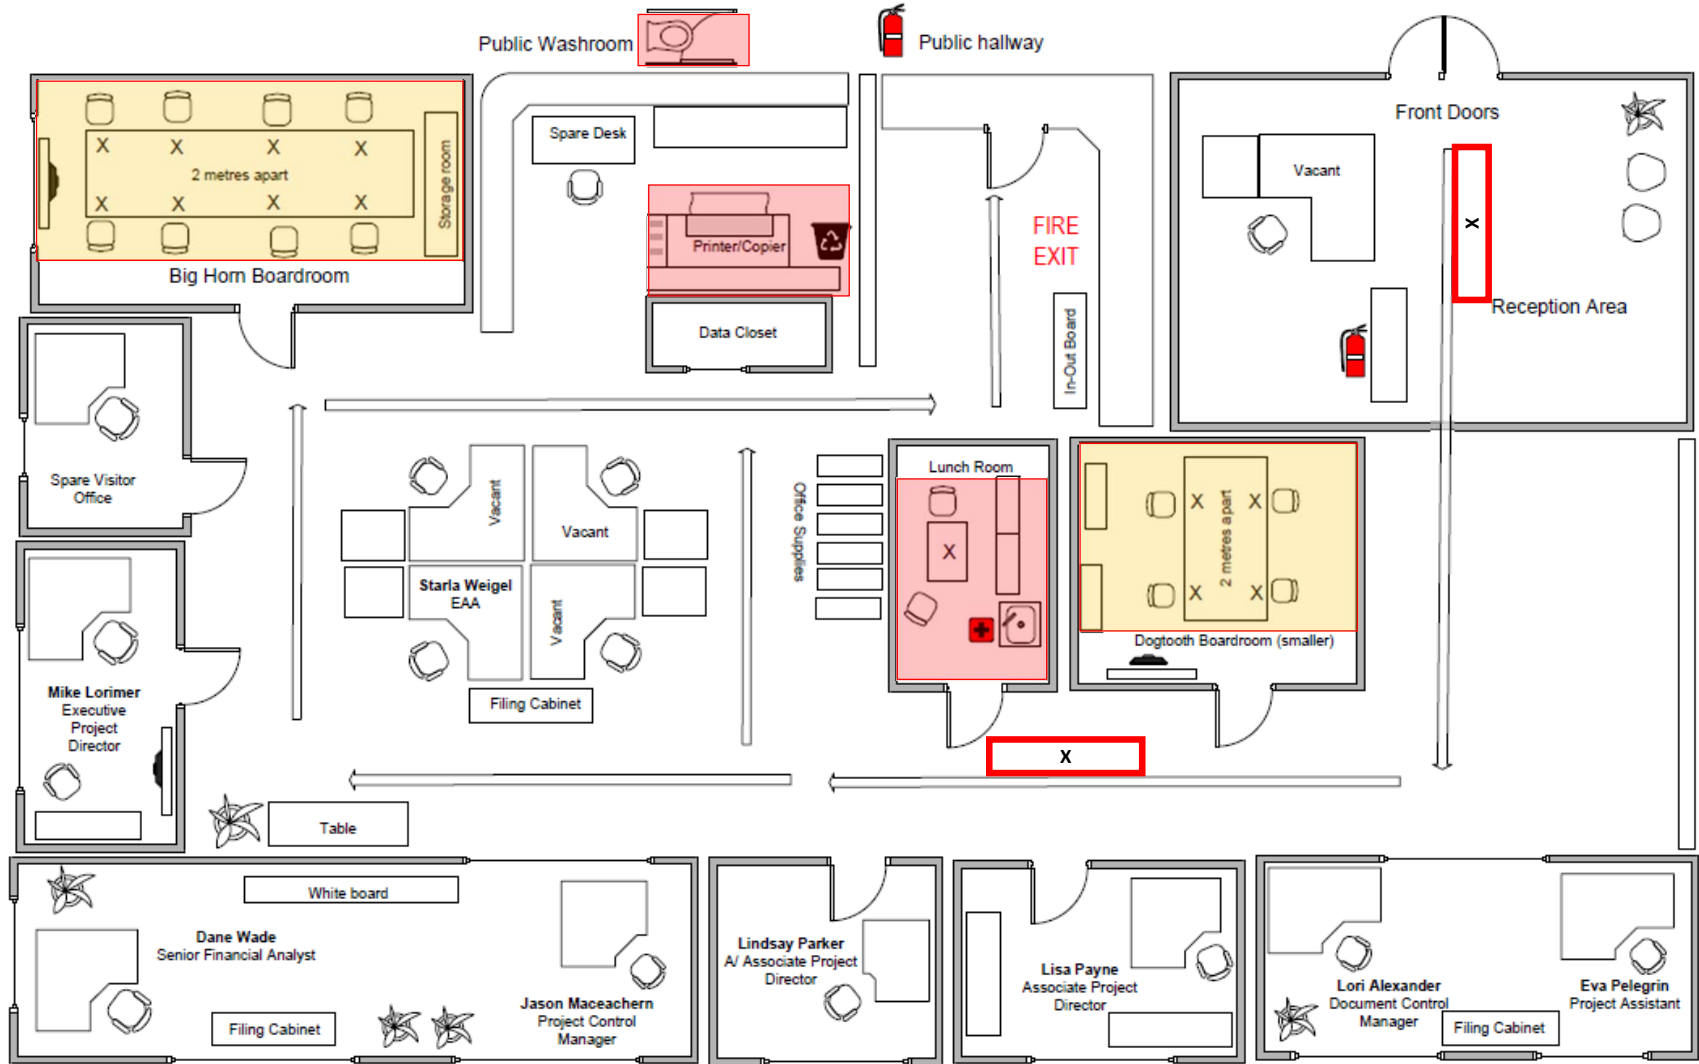 Public Washroom
Public hallway
Front Doors
Spare Desk
X X X X
2 metres apart
X X X X
Storage room
Big Horn Boardroom
Printer/Copier
Data Closet
FIRE
EXIT
In-Out Board
Vacant
X
Reception Area
Spare Visitor
Office
Vacant
Vacant
Starla Weigel
EAA
Vacant
Filing Cabinet
Office Supplies
Lunch Room
X
X X
2 metres apart
X X
Dogtooth Boardroom (smaller)
Mike Lorimer
Executive
Project
Director
X
Table
White board
Dane Wade
Senior Financial Analyst
Filing Cabinet
Jason Maceachern
Project Control
Manager
Lindsay Parker
A/ Associate Project
Director
Lisa Payne
Associate Project
Director
Lori Alexander
Document Control
Manager
Filing Cabinet
Eva Pelegrin
Project Assistant